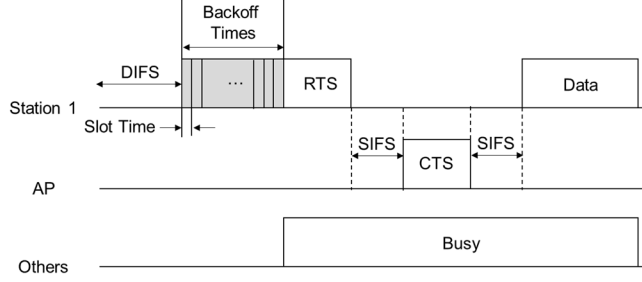 Backoff
Times
DIFS
...
RTS
Data
Station 1
Slot Time
SIFS
SIFS
CTS
AP
Busy
Others